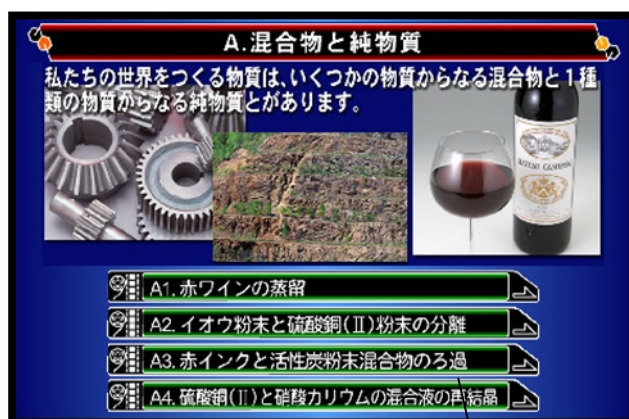 A.混合物と純物質
私たちの世界をつくる物質は、いくつかの物質からなる混合物と1種
類の物質からなる純物質とがあります。
A1.赤ワインの蒸留
A2.イオウ粉末と硫酸銅(Ⅱ)粉末の分離
A3.赤インクと活性炭粉末混合物のろ過
A4.硫酸銅(Ⅱ)と硝酸カリウムの混合液の再結晶